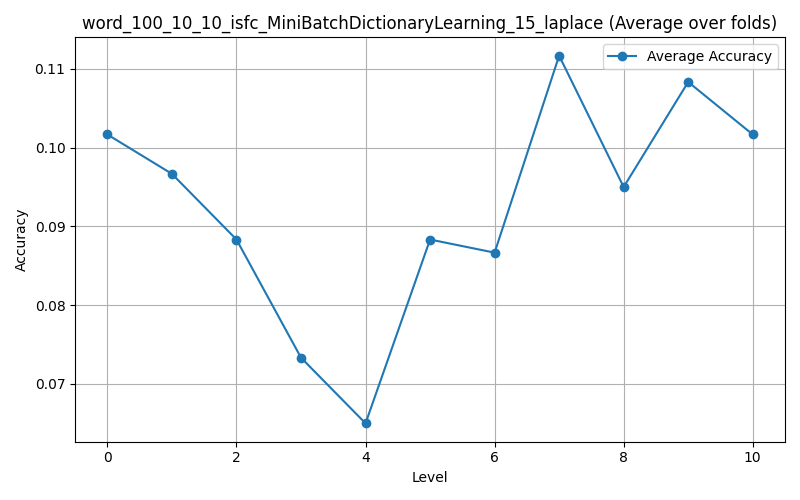 word_100_10_10_isfc_MiniBatchDictionaryLearning_15_laplace (Average over folds)
Average Accuracy
0.11
0.10
0.09
0.08
0.07
Accuracy
0 2 4 6 8 10
Level